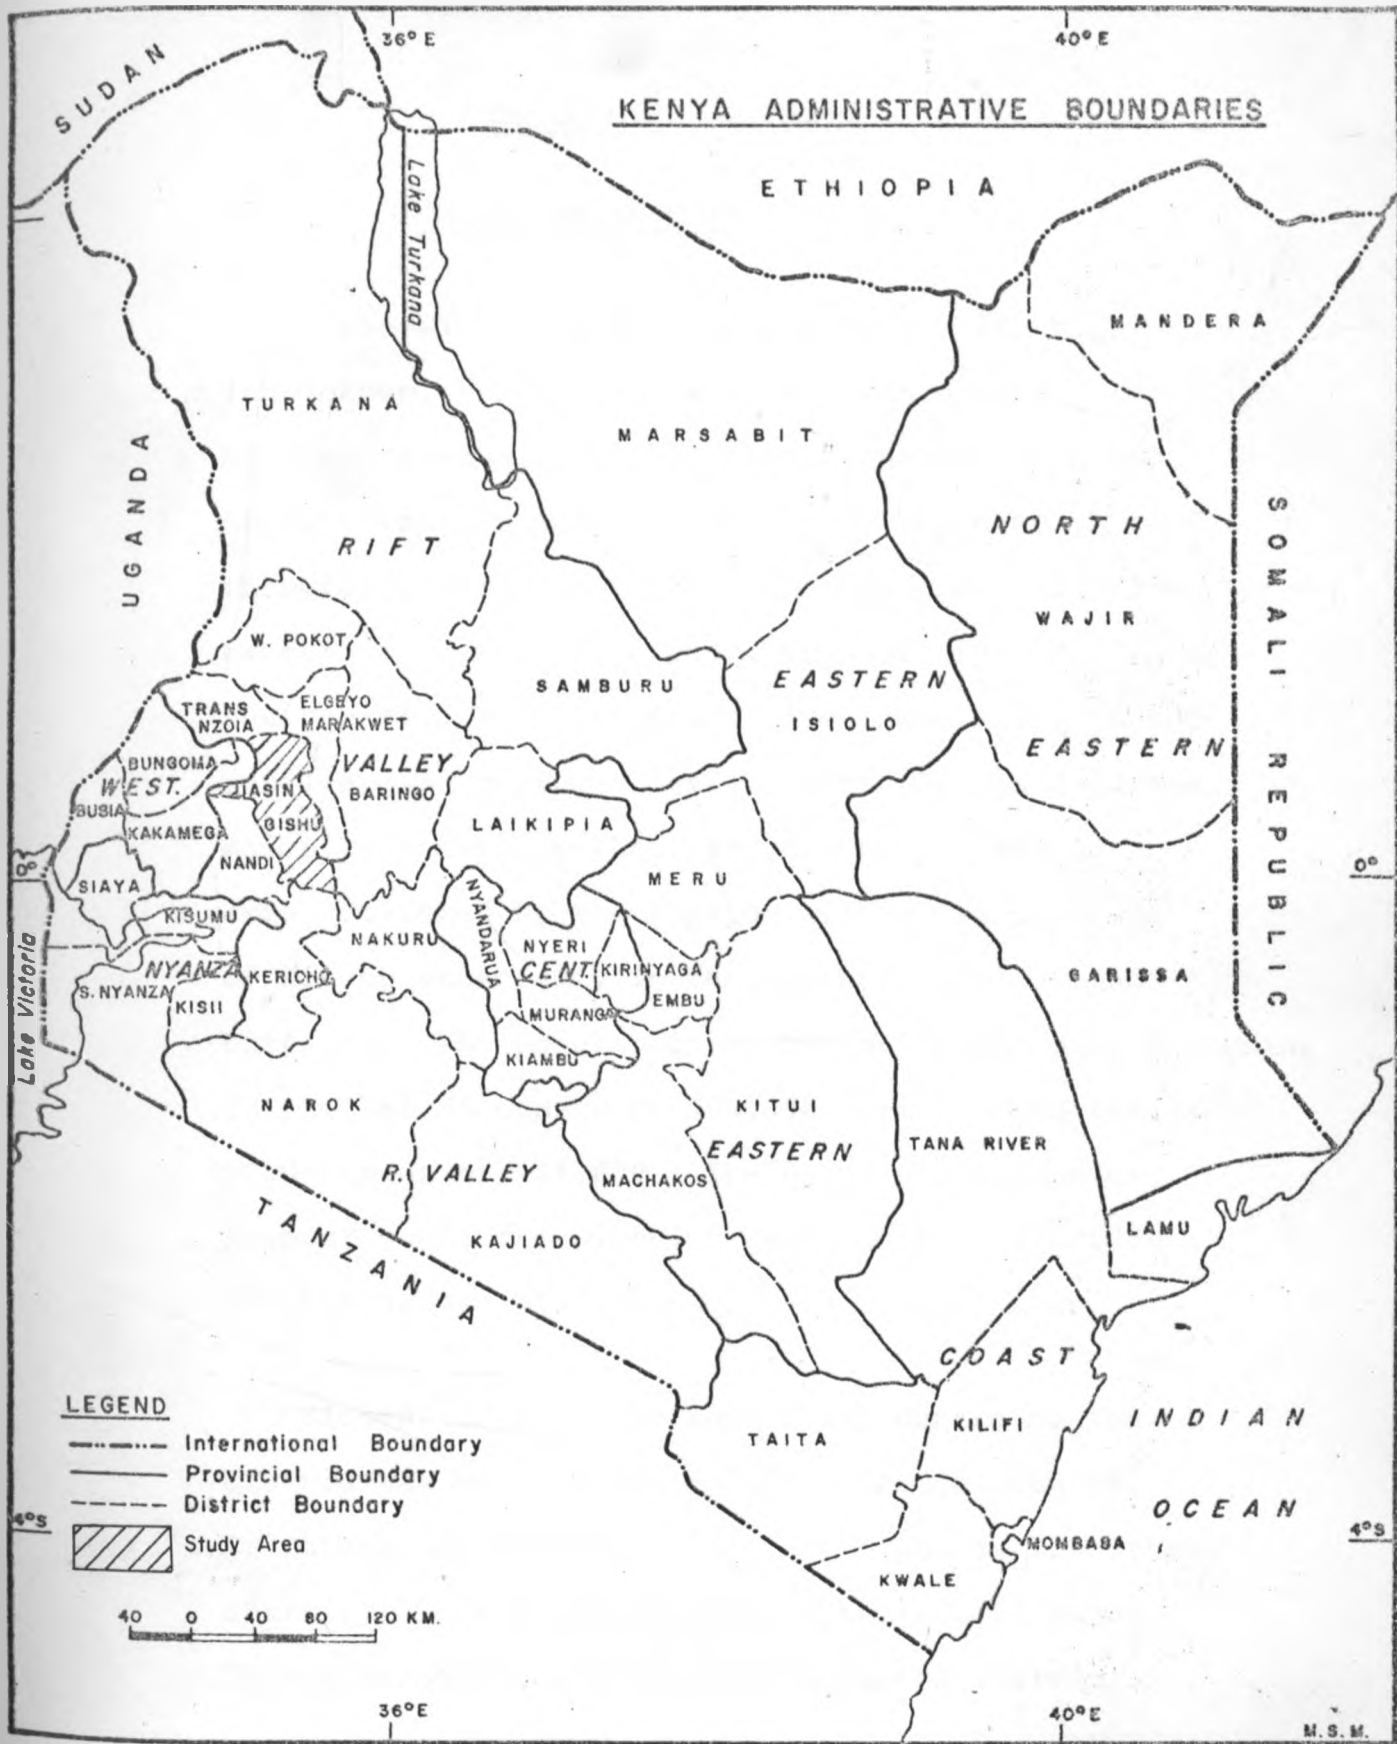 36°E
40°E
SUDAN
KENYA ADMINISTRATIVE BOUNDARIES
ETHIOPIA
Lake Turkana
MANDERA
TURKANA
MARSABIT
UGANDA
NORTH
SOMALI REPUBLIC
RIFT
WAJIR
W. POKOT
SAMBURU
EASTERN
ISIOLO
TRANS
NZOIA
ELGEYO
MARAKWET
EASTERN
BUNGOMA
VALLEY
WEST.
UASIN
BARINGO
BUSIA
GISHU
LAIKIPIA
KAKAMEGA
NANDI
0°
0°
SIAYA
MERU
KISUMU
NYANDARUA
NAKURU
NYERI
CENT.
KIRINYAGA
NYANZA
KERICHO
GARISSA
S. NYANZA
KISII
EMBU
MURANGA
Lake Victoria
KIAMBU
NAROK
KITUI
EASTERN
TANA RIVER
R. VALLEY
MACHAKOS
LAMU
TANZANIA
KAJIADO
COAST
LEGEND
International Boundary
Provincial Boundary
District Boundary
Study Area
TAITA
KILIFI
INDIAN
OCEAN
4°S
4°S
MOMBASA
KWALE
40 0 40 80 120 KM.
36°E
40°E
M.S.M.